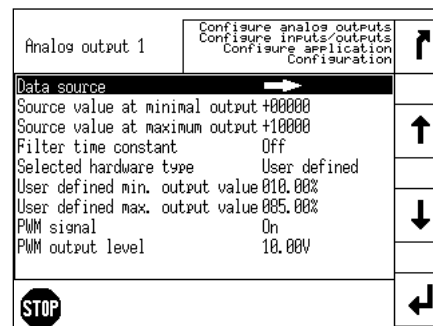 Analog output 1
Configure analog outputs
Configure inputs/outputs
Configure application
Configuration
Data source
Source value at minimal output +00000
Source value at maximum output +10000
Filter time constant Off
Selected hardware type User defined
User defined min. output value 010.00%
User defined max. output value 085.00%
PWM signal On
PWM output level 10.00V
STOP